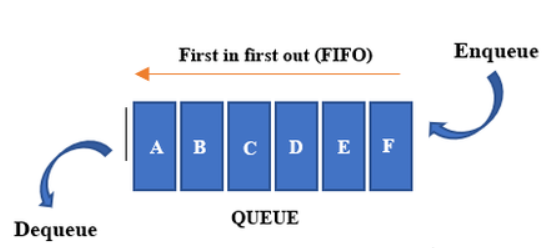 First in first out (FIFO)
Enqueue
A B C D E F
Dequeue
QUEUE